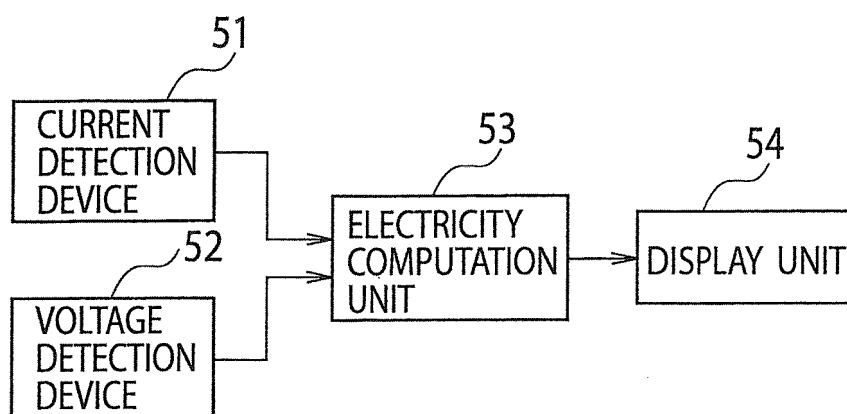 51
CURRENT
DETECTION
DEVICE
52
VOLTAGE
DETECTION
DEVICE
53
ELECTRICITY
COMPUTATION
UNIT
54
DISPLAY UNIT